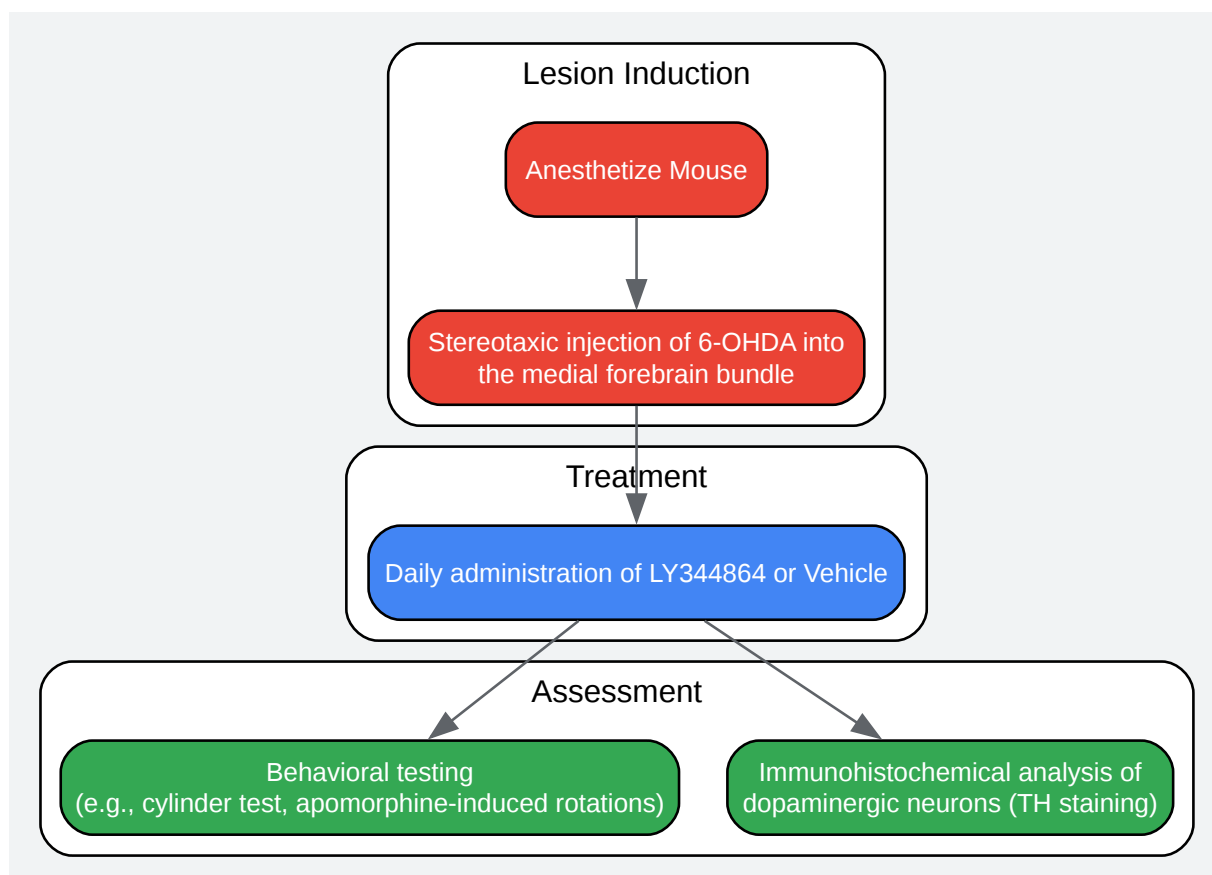 Lesion Induction
Anesthetize Mouse
Stereotaxic injection of 6-OHDA into
the medial forebrain bundle
Treatment
Daily administration of LY344864 or Vehicle
Assessment
Behavioral testing
(e.g., cylinder test, apomorphine-induced rotations)
Immunohistochemical analysis of
dopaminergic neurons (TH staining)